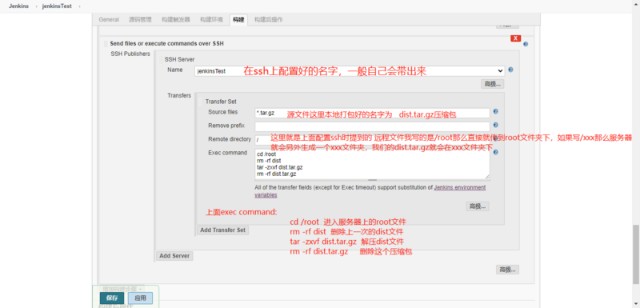 Jenkins › jenkinsTest ›
General 源码管理 构建触发器 构建环境 构建 构建后操作
Send files or execute commands over SSH
X
SSH Publishers
SSH Server
Name
jenkinsTest
在ssh上配置好的名字，一般自己会带出来
高级...
Transfers
Transfer Set
Source files
*.tar.gz
源文件这里本地打包好的名字为 dist.tar.gz压缩包
Remove prefix
Remote directory
/
这里就是上面配置ssh时提到的 远程文件我写的是/root那么直接就传到root文件夹下，如果写/xxx那么服务器
就会另外生成一个xxx文件夹，我们的dist.tar.gz就会在xxx文件夹下
Exec command
cd /root
rm -rf dist
tar -zxvf dist.tar.gz
rm -rf dist.tar.gz
All of the transfer fields (except for Exec timeout) support substitution of Jenkins environment
variables
高级...
上面exec command:
cd /root 进入服务器上的root文件
rm -rf dist 删除上一次的dist文件
tar -zxvf dist.tar.gz 解压dist文件
rm -rf dist.tar.gz 删除这个压缩包
Add Transfer Set
Add Server
高级...
保存
应用